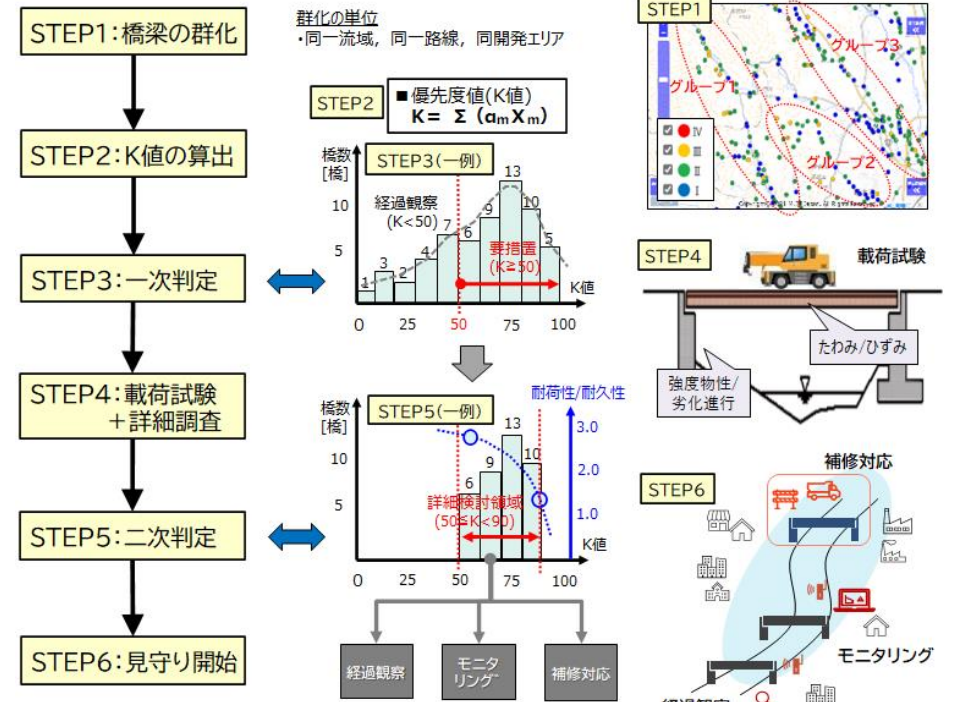 STEP1:橋梁の群化
STEP2:K値の算出
STEP3:一次判定
STEP4:載荷試験
+詳細調査
STEP5:二次判定
STEP6:見守り開始
群化の単位
・同一流域, 同一路線, 同開発エリア
STEP2
■優先度値(K値)
K= Σ (amXm)
橋数
[橋]
STEP3(一例)
経過観察
(K<50)
要措置
(K≧50)
10
5
1
3
2
4
7
6
9
13
10
5
K値
0
25
50
75
100
橋数
[橋]
STEP5(一例)
耐荷性/耐久性
10
5
6
9
13
10
3.0
2.0
1.0
詳細検討領域
(50≦K<90)
K値
0
25
50
75
100
経過観察
モニタ
リング
補修対応
STEP1
グループ1
グループ3
グループ2
IV
III
II
I
STEP4
載荷試験
たわみ/ひずみ
強度物性/
劣化進行
STEP6
補修対応
モニタリング
経過観察